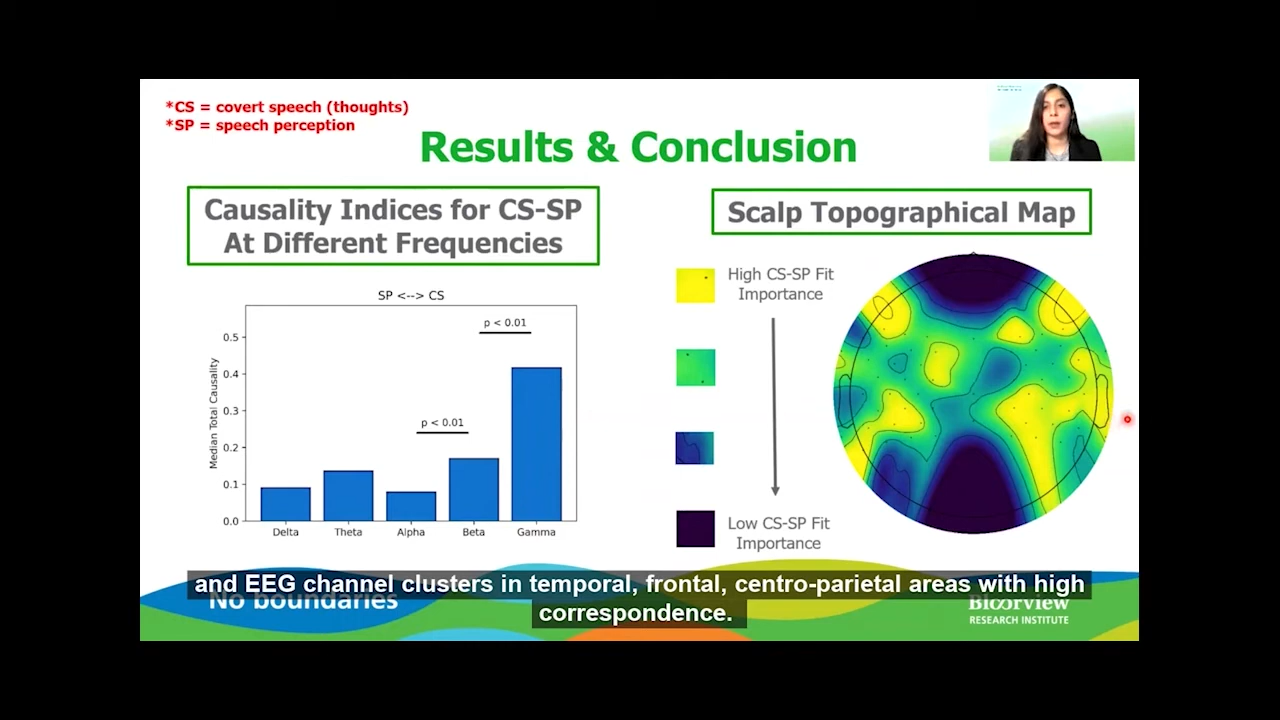 *CS = covert speech (thoughts)
*SP = speech perception
Results & Conclusion
Causality Indices for CS-SP
At Different Frequencies
SP <--> CS
p < 0.01
p < 0.01
Median Total Causality
0.5
0.4
0.3
0.2
0.1
0.0
Delta Theta Alpha Beta Gamma
Scalp Topographical Map
High CS-SP Fit
Importance
Low CS-SP Fit
Importance
and EEG channel clusters in temporal, frontal, centro-parietal areas with high
correspondence.
No boundaries
Bloorview
RESEARCH INSTITUTE